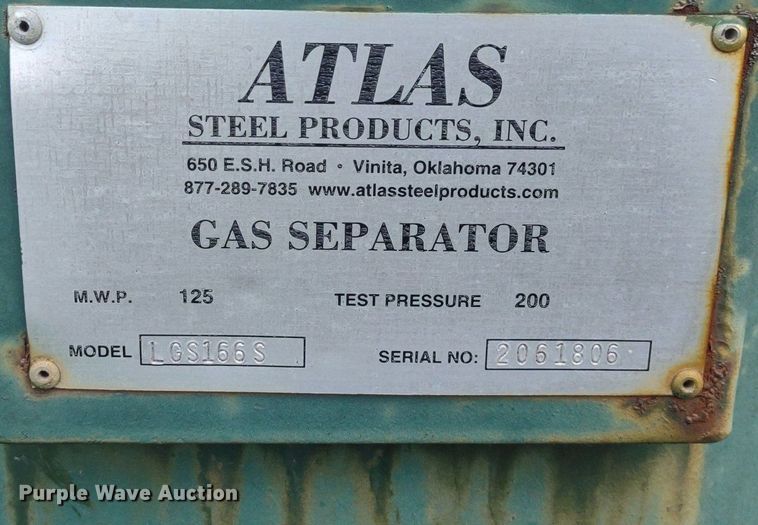 ATLAS
STEEL PRODUCTS, INC.
650 E.S.H. Road • Vinita, Oklahoma 74301
877-289-7835 www.atlassteelproducts.com
GAS SEPARATOR
M.W.P. 125 TEST PRESSURE 200
MODEL LGS166S SERIAL NO: 2061806
Purple Wave Auction